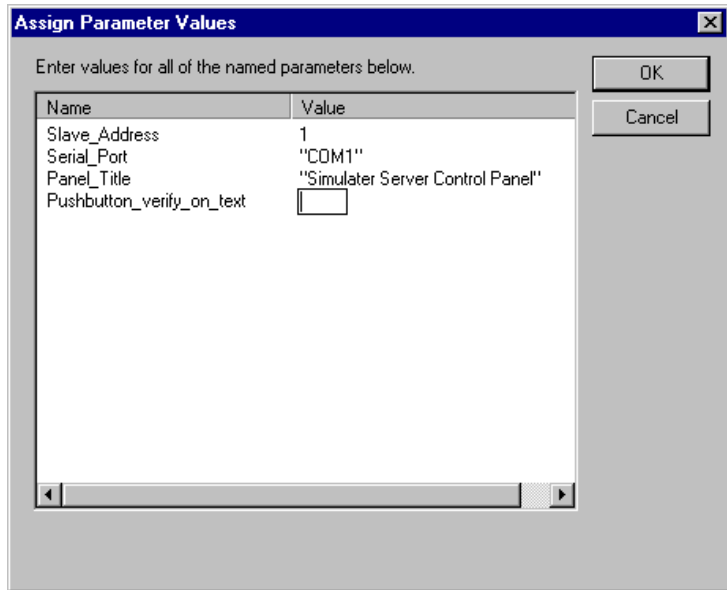 Assign Parameter Values
Enter values for all of the named parameters below.
OK
Cancel
Name Value
Slave_Address 1
Serial_Port "COM1"
Panel_Title "Simulater Server Control Panel"
Pushbutton_verify_on_text